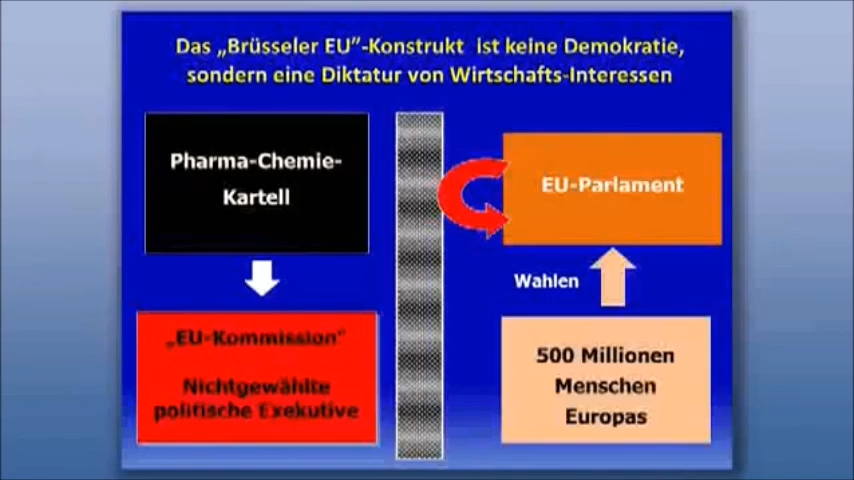 Das „Brüsseler EU”-Konstrukt ist keine Demokratie,
sondern eine Diktatur von Wirtschafts-Interessen
Pharma-Chemie-
Kartell
EU-Parlament
Wahlen
„EU-Kommission“
Nichtgewählte
politische Exekutive
500 Millionen
Menschen
Europas